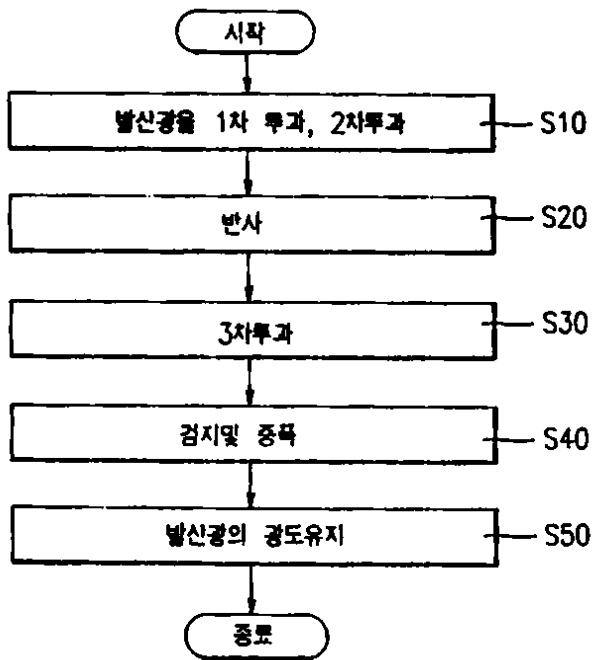 시작
발산광을 1차 투과, 2차투과
S10
반사
S20
3차투과
S30
검지및 증폭
S40
발산광의 광도유지
S50
종료